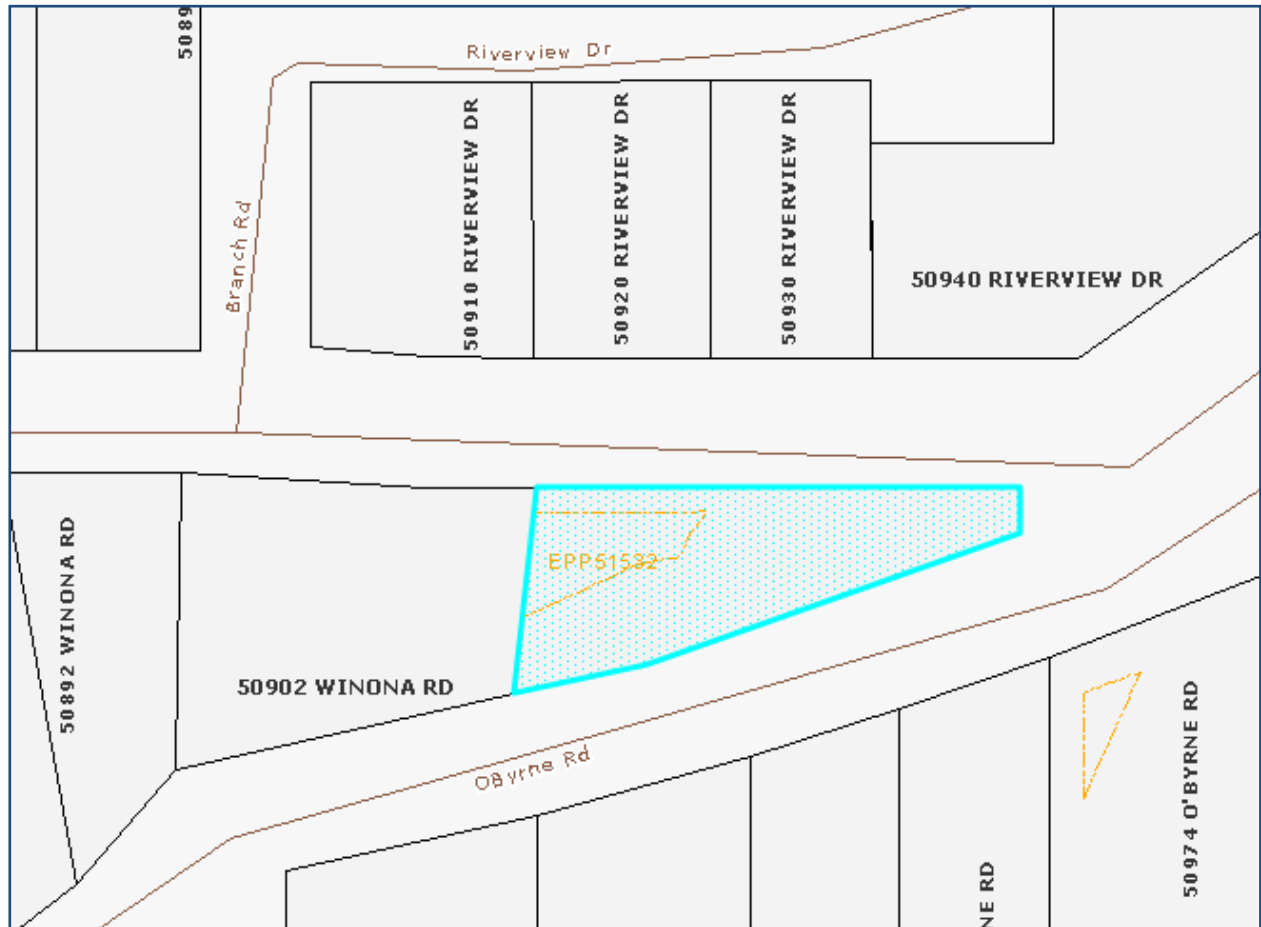 5089
Riverview Dr
Branch Rd
50910 RIVERVIEW DR
50920 RIVERVIEW DR
50930 RIVERVIEW DR
50940 RIVERVIEW DR
50892 WINONA RD
50902 WINONA RD
EPP51532
OByrne Rd
NE RD
50974 O'BYRNE RD